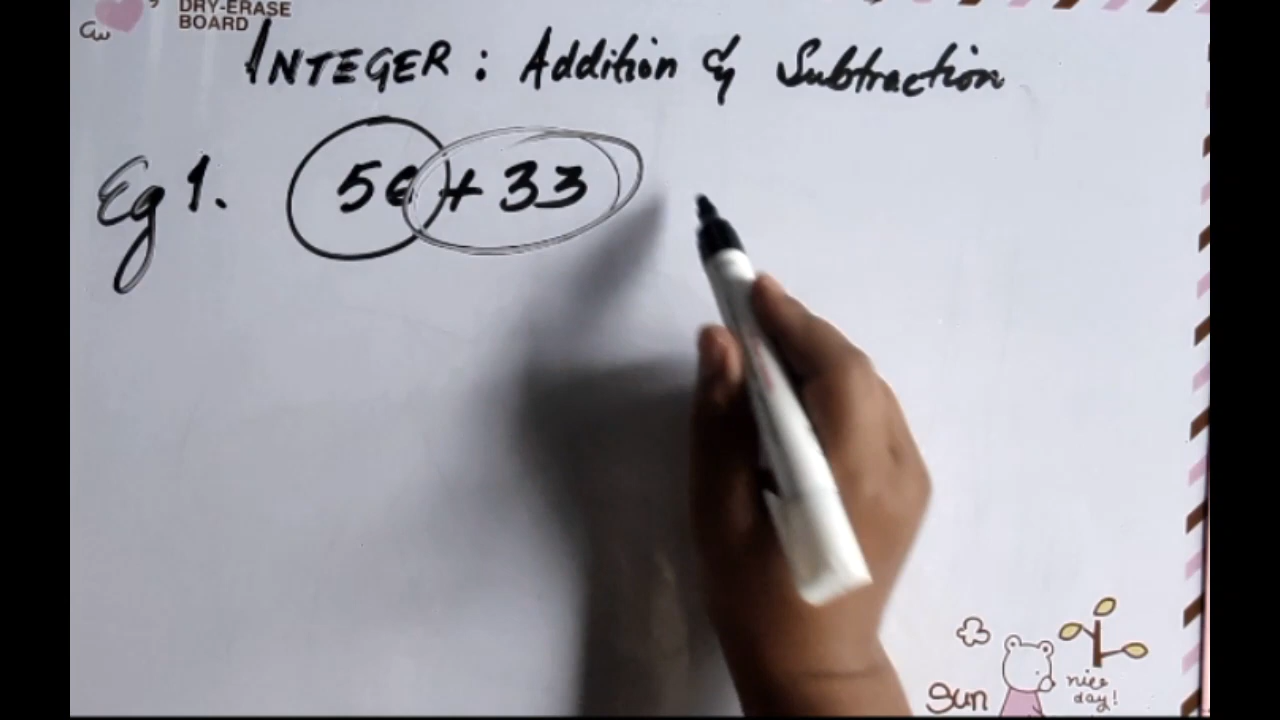 DRY-ERASE
BOARD
INTEGER : Addition & Subtraction
Eg 1. 56 + 33
sun
nice
day!